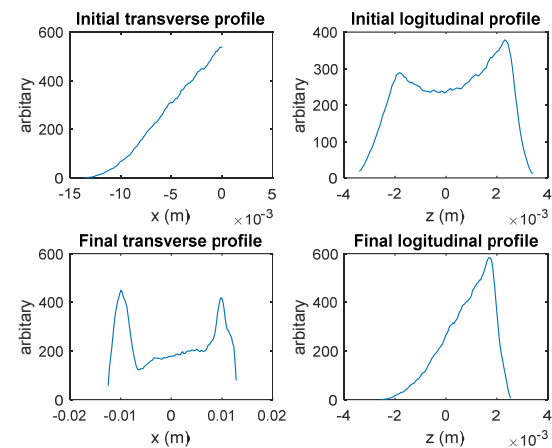 Initial transverse profile
600
400
200
0
arbitary
-15 -10 -5 0 5
x (m) ×10⁻³
Initial logitudinal profile
400
300
200
100
0
arbitary
-4 -2 0 2 4
z (m) ×10⁻³
Final transverse profile
600
400
200
0
arbitary
-0.02 -0.01 0 0.01 0.02
x (m)
Final logitudinal profile
600
400
200
0
arbitary
-4 -2 0 2 4
z (m) ×10⁻³